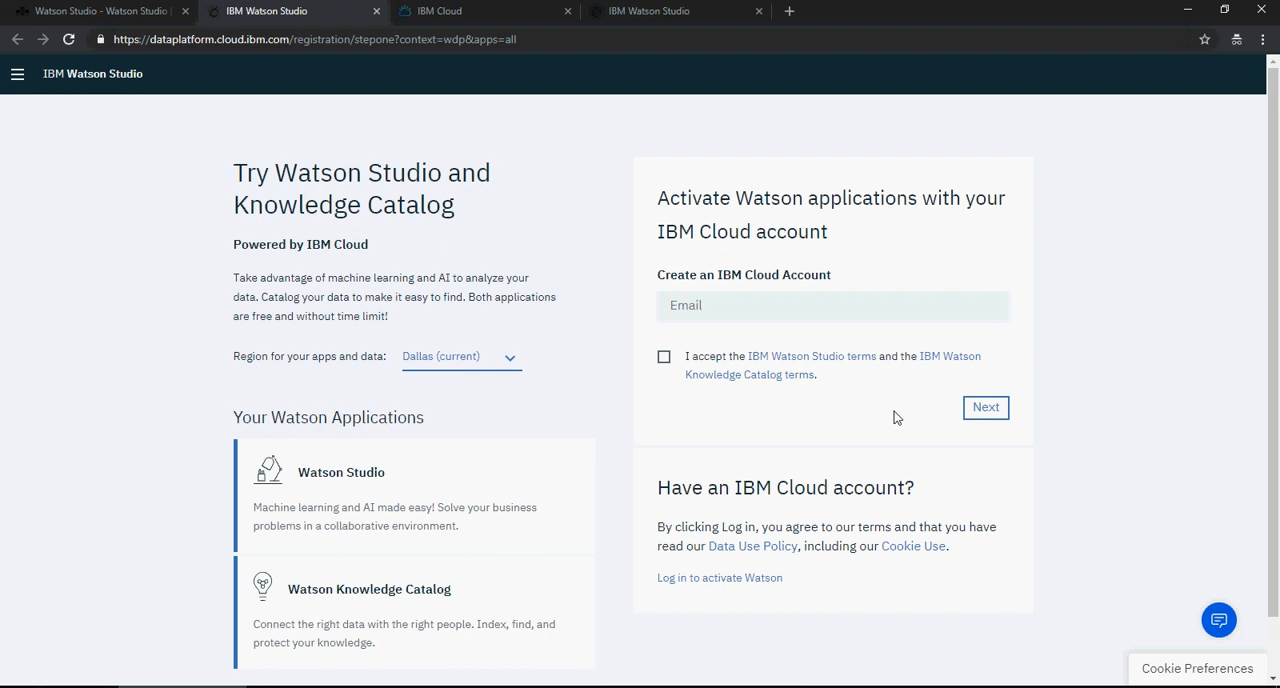 Watson Studio - Watson Studio
IBM Watson Studio
IBM Cloud
IBM Watson Studio
https://dataplatform.cloud.ibm.com/registration/stepone?context=wdp&apps=all
IBM Watson Studio
Try Watson Studio and
Knowledge Catalog
Powered by IBM Cloud
Take advantage of machine learning and AI to analyze your
data. Catalog your data to make it easy to find. Both applications
are free and without time limit!
Region for your apps and data: Dallas (current)
Your Watson Applications
Watson Studio
Machine learning and AI made easy! Solve your business
problems in a collaborative environment.
Watson Knowledge Catalog
Connect the right data with the right people. Index, find, and
protect your knowledge.
Activate Watson applications with your
IBM Cloud account
Create an IBM Cloud Account
Email
I accept the IBM Watson Studio terms and the IBM Watson
Knowledge Catalog terms.
Next
Have an IBM Cloud account?
By clicking Log in, you agree to our terms and that you have
read our Data Use Policy, including our Cookie Use.
Log in to activate Watson
Cookie Preferences